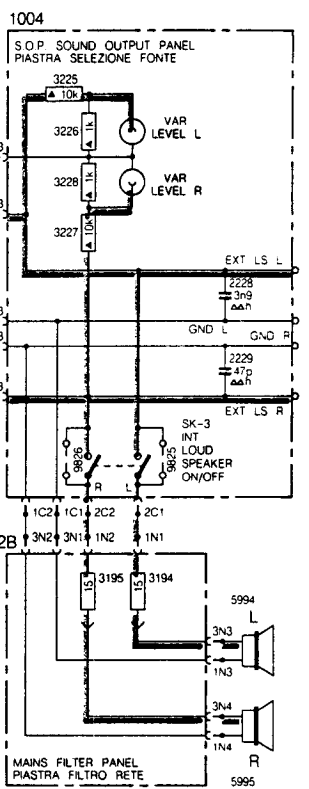 1004
S.O.P. SOUND OUTPUT PANEL
PIASTRA SELEZIONE FONTE
3225
10k
VAR
LEVEL L
3226
1k
3228
1k
VAR
LEVEL R
3227
10k
EXT LS L
2228
3n9
h
GND L
GND R
2229
47p
h
EXT LS R
SK-3
INT
LOUD
SPEAKER
ON/OFF
9826
9825
R
L
1C2
1C1
2C2
2C1
2B
3N2
3N1
1N2
1N1
15
3195
15
3194
5994
L
3N3
1N3
3N4
1N4
R
MAINS FILTER PANEL
PIASTRA FILTRO RETE
5995